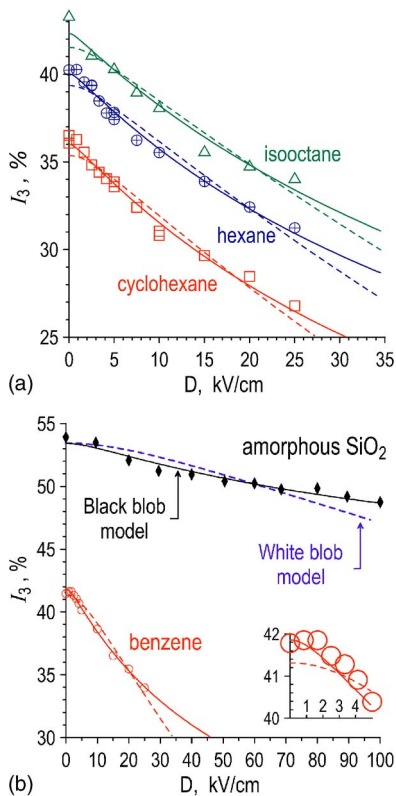 40
35
30
25
I₃, %
isooctane
hexane
cyclohexane
0 5 10 15 20 25 30 35
D, kV/cm
(a)
55
50
45
40
35
30
I₃, %
amorphous SiO₂
Black blob
model
White blob
model
benzene
42
41
40
1 2 3 4
0 10 20 30 40 50 60 70 80 90 100
D, kV/cm
(b)